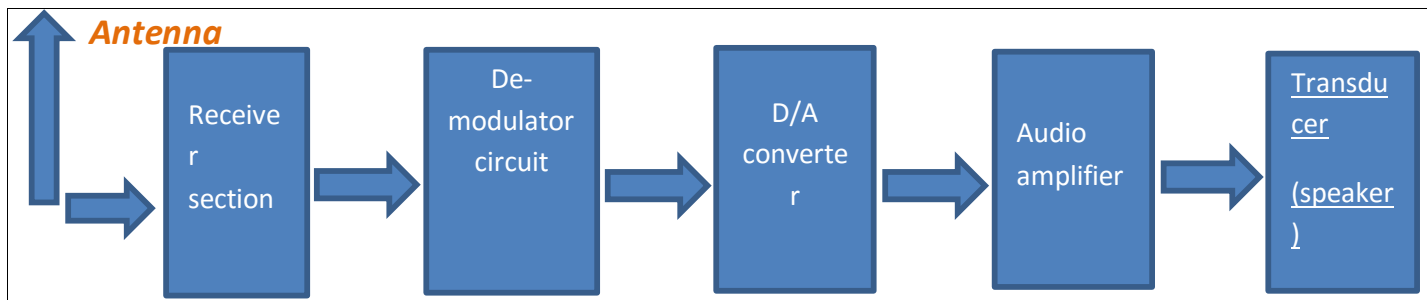 Antenna
Receive
r
section
De-
modulator
circuit
D/A
converte
r
Audio
amplifier
Transdu
cer
(speaker
)